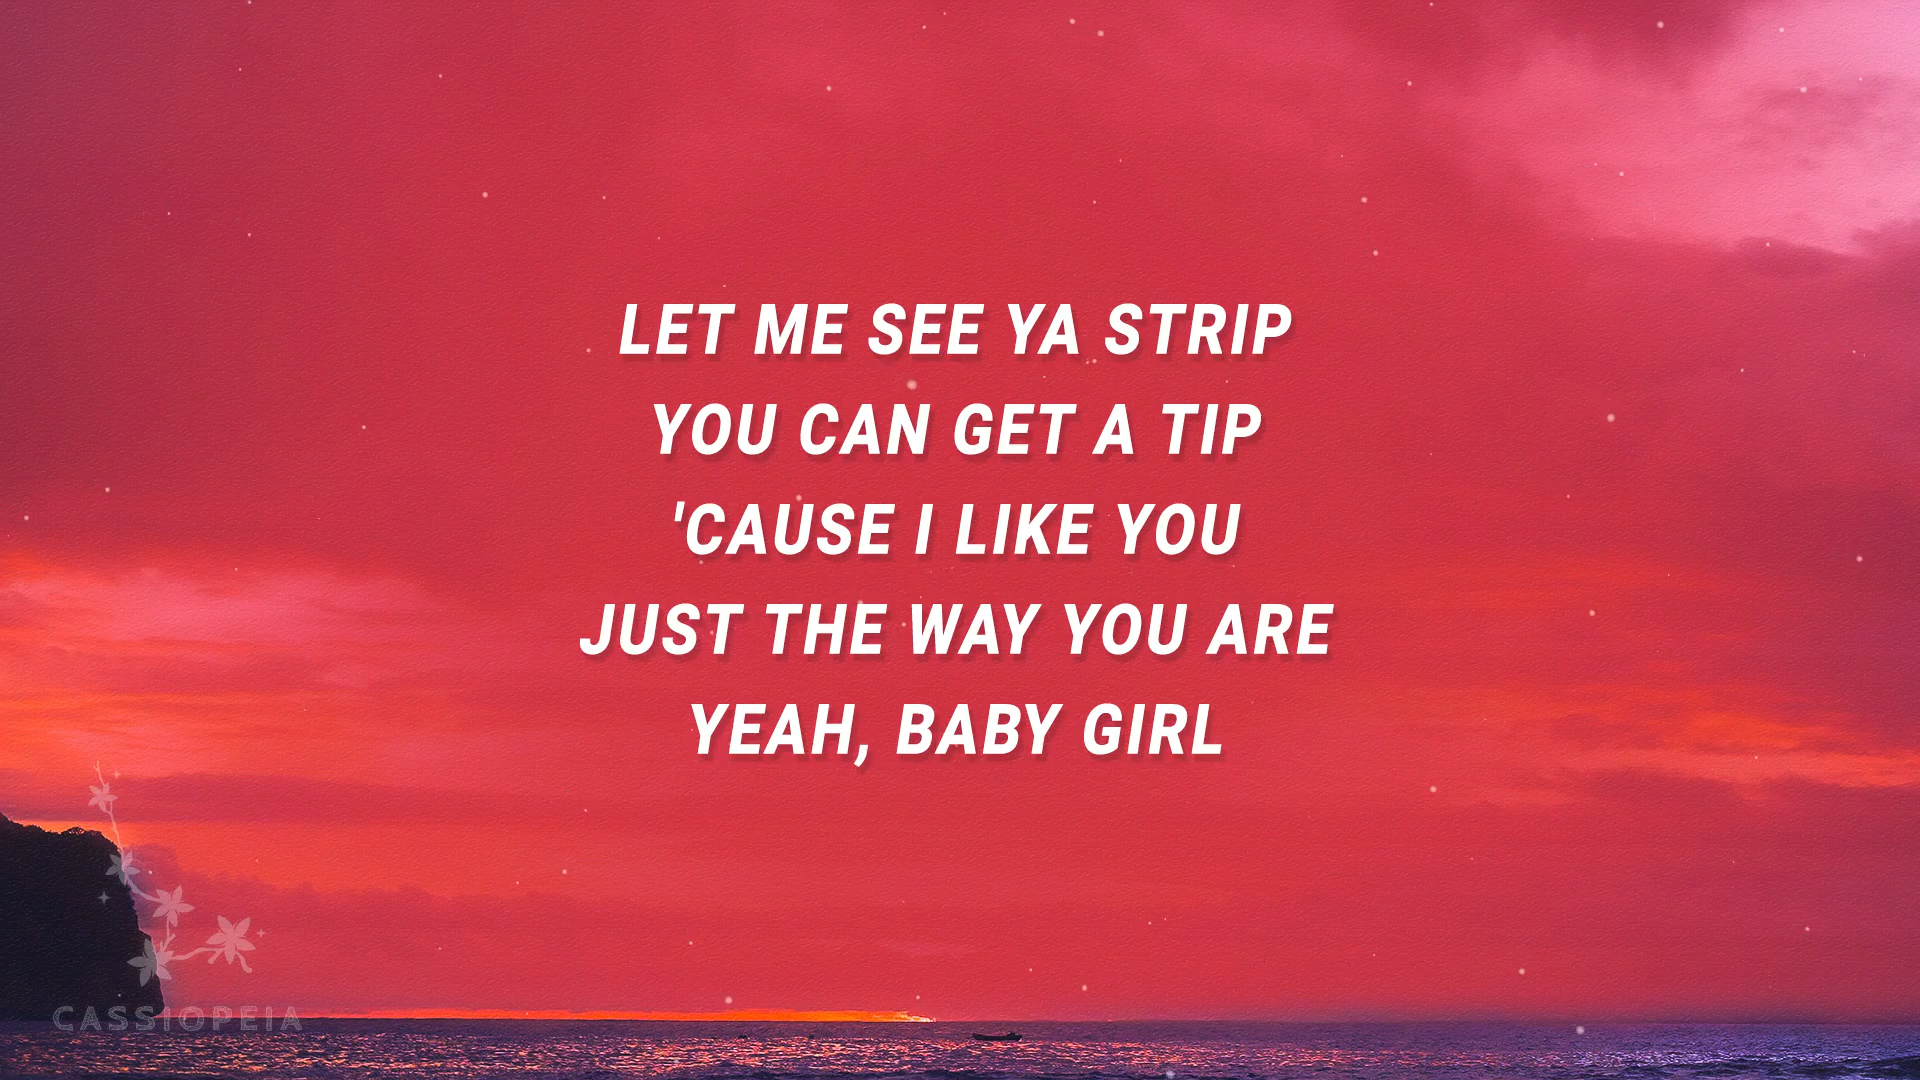 LET ME SEE YA STRIP
YOU CAN GET A TIP
'CAUSE I LIKE YOU
JUST THE WAY YOU ARE
YEAH, BABY GIRL
CASSIOPEIA